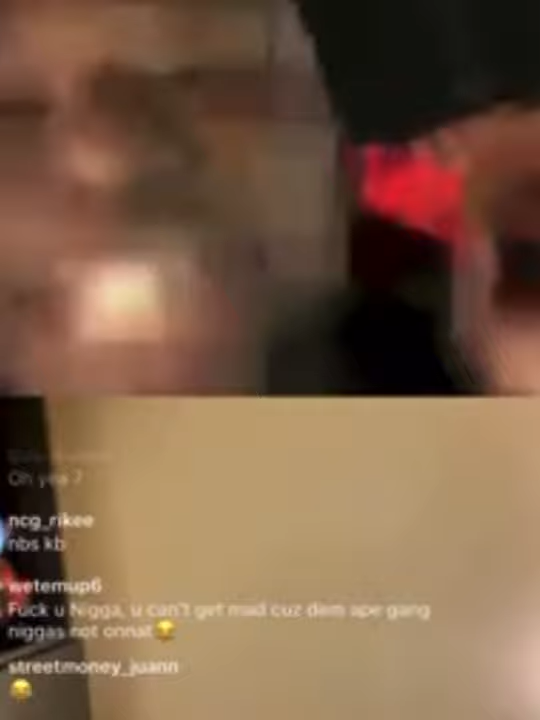 Oh yea 7
ncg_rikee
nbs kb
wetemup6
Fuck u Nigga, u can't get mad cuz dem ape gang
niggas not onnat😂
streetmoney_juann
😂